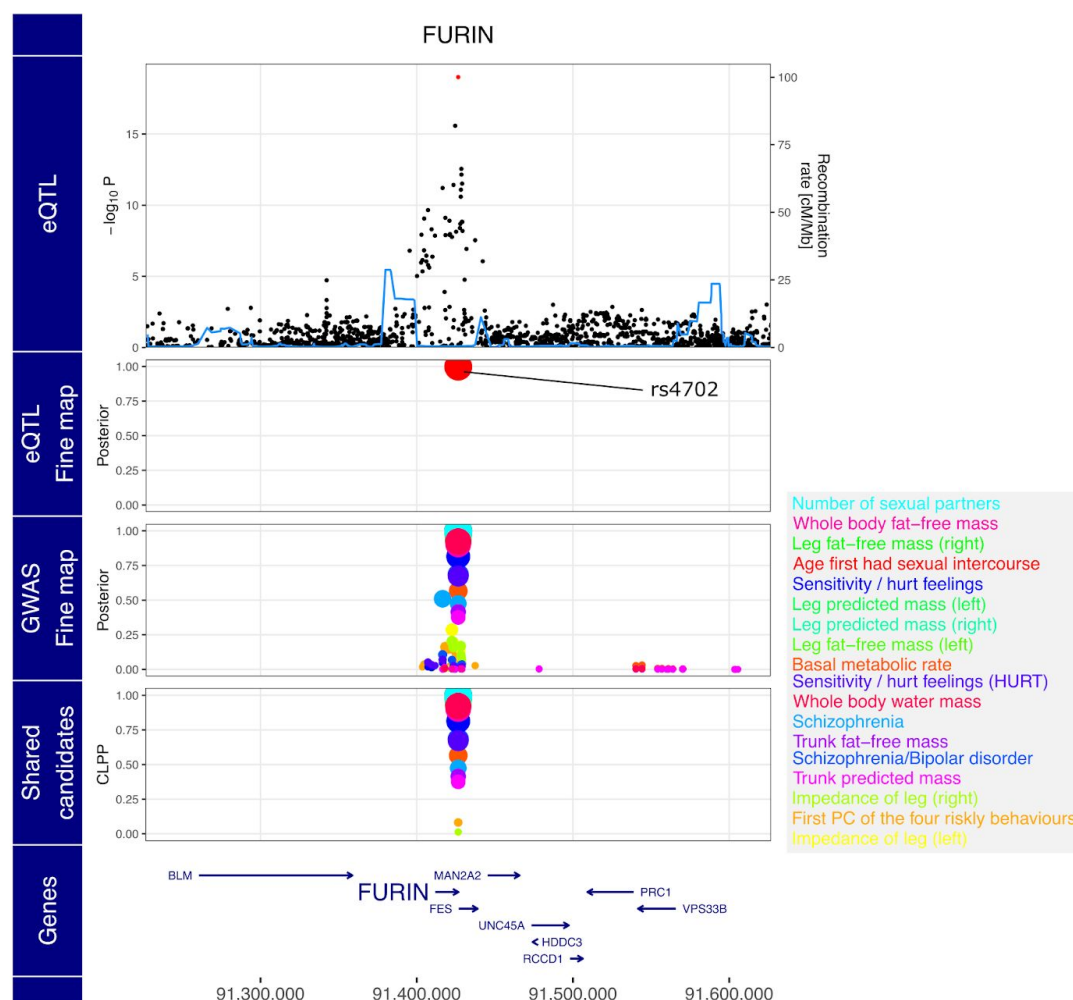 FURIN
eQTL
−log10 P
15
10
5
0
100
75
50
25
0
Recombination
rate [cM/Mb]
eQTL
Fine map
Posterior
1.00
0.75
0.50
0.25
0.00
rs4702
GWAS
Fine map
Posterior
1.00
0.75
0.50
0.25
0.00
Shared
candidates
CLPP
1.00
0.75
0.50
0.25
0.00
Number of sexual partners
Whole body fat−free mass
Leg fat−free mass (right)
Age first had sexual intercourse
Sensitivity / hurt feelings
Leg predicted mass (left)
Leg predicted mass (right)
Leg fat−free mass (left)
Basal metabolic rate
Sensitivity / hurt feelings (HURT)
Whole body water mass
Schizophrenia
Trunk fat−free mass
Schizophrenia/Bipolar disorder
Trunk predicted mass
Impedance of leg (right)
First PC of the four riskly behaviours
Impedance of leg (left)
Genes
BLM
MAN2A2
FURIN
PRC1
FES
VPS33B
UNC45A
HDDC3
RCCD1
91,300,000
91,400,000
91,500,000
91,600,000